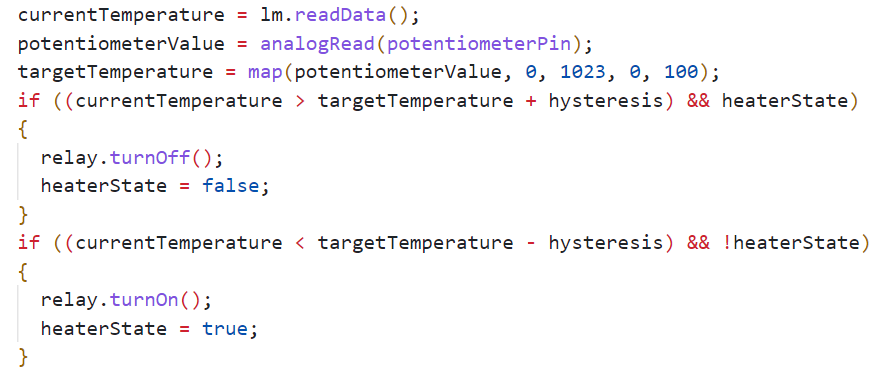 currentTemperature = lm.readData();
potentiometerValue = analogRead(potentiometerPin);
targetTemperature = map(potentiometerValue, 0, 1023, 0, 100);
if ((currentTemperature > targetTemperature + hysteresis) && heaterState)
{
  relay.turnOff();
  heaterState = false;
}
if ((currentTemperature < targetTemperature - hysteresis) && !heaterState)
{
  relay.turnOn();
  heaterState = true;
}